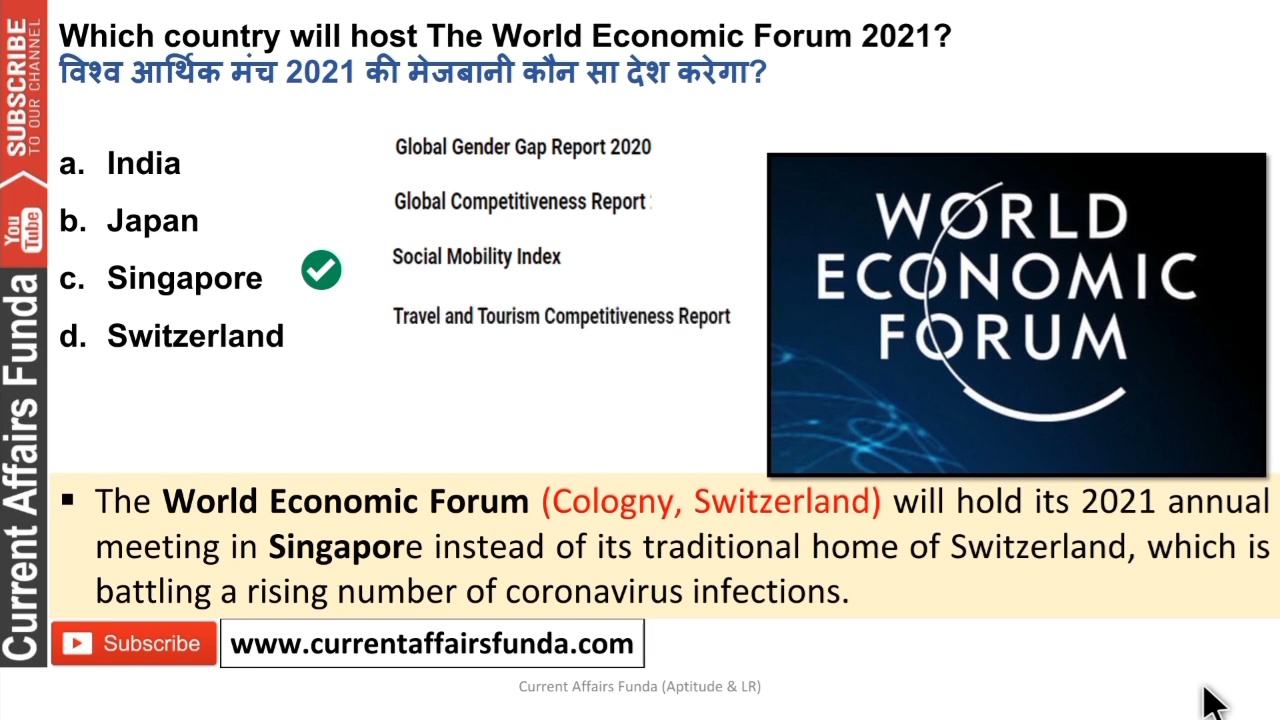 Which country will host The World Economic Forum 2021?
विश्व आर्थिक मंच 2021 की मेजबानी कौन सा देश करेगा?
a. India
b. Japan
c. Singapore
d. Switzerland
Global Gender Gap Report 2020
Global Competitiveness Report
Social Mobility Index
Travel and Tourism Competitiveness Report
WORLD
ECONOMIC
FORUM
▪ The World Economic Forum (Cologny, Switzerland) will hold its 2021 annual
meeting in Singapore instead of its traditional home of Switzerland, which is
battling a rising number of coronavirus infections.
Subscribe
www.currentaffairsfunda.com
Current Affairs Funda (Aptitude & LR)
SUBSCRIBE
TO OUR CHANNEL
You
Tube
Current Affairs Funda